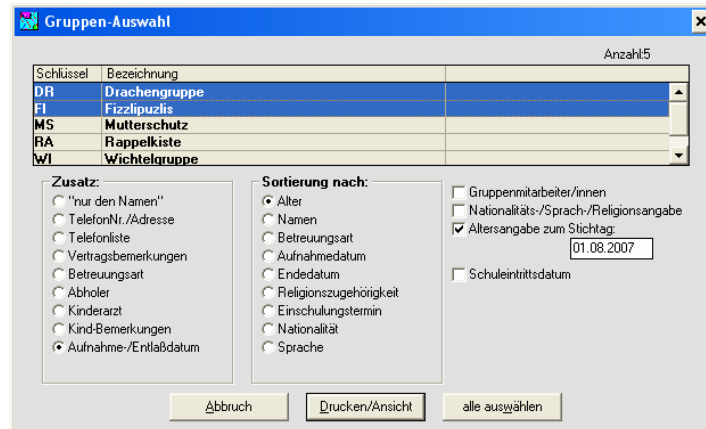 Gruppen-Auswahl
Anzahl:5
Schlüssel Bezeichnung
DR Drachengruppe
FI Fizzlipuzlis
MS Mutterschutz
RA Rappelkiste
WI Wichtelgruppe
Zusatz:
"nur den Namen"
TelefonNr./Adresse
Telefonliste
Vertragsbemerkungen
Betreuungsart
Abholer
Kinderarzt
Kind-Bemerkungen
Aufnahme-/Entlaßdatum
Sortierung nach:
Alter
Namen
Betreuungsart
Aufnahmedatum
Endedatum
Religionszugehörigkeit
Einschulungstermin
Nationalität
Sprache
Gruppenmitarbeiter/innen
Nationalitäts-/Sprach-/Religionsangabe
Altersangabe zum Stichtag:
01.08.2007
Schuleintrittsdatum
Abbruch
Drucken/Ansicht
alle auswählen